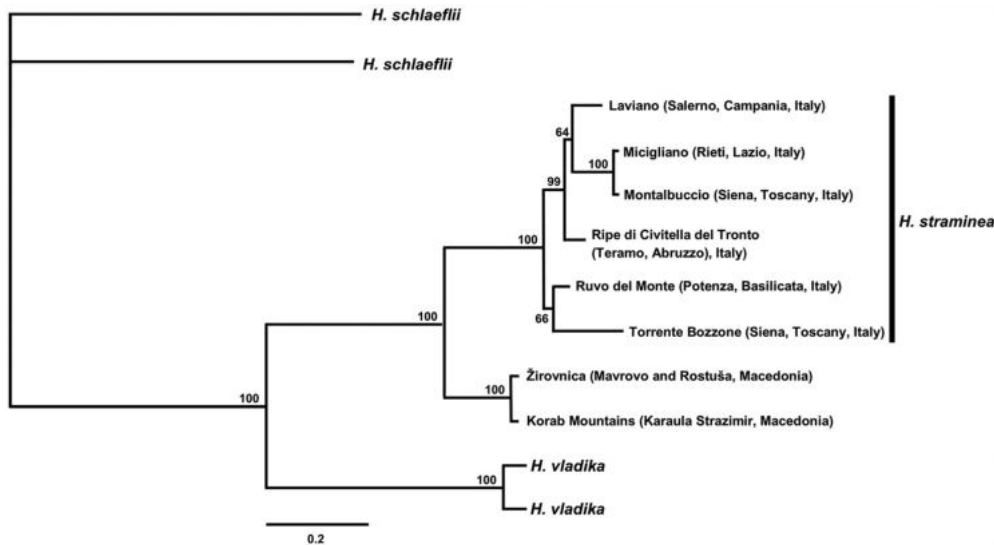 H. schlaeflii
H. schlaeflii
Laviano (Salerno, Campania, Italy)
64
Micigliano (Rieti, Lazio, Italy)
100
Montalbuccio (Siena, Toscany, Italy)
99
H. straminea
Ripe di Civitella del Tronto
(Teramo, Abruzzo), Italy)
100
Ruvo del Monte (Potenza, Basilicata, Italy)
66
Torrente Bozzone (Siena, Toscany, Italy)
100
Žirovnica (Mavrovo and Rostuša, Macedonia)
100
Korab Mountains (Karaula Strazimir, Macedonia)
100
H. vladika
100
H. vladika
0.2